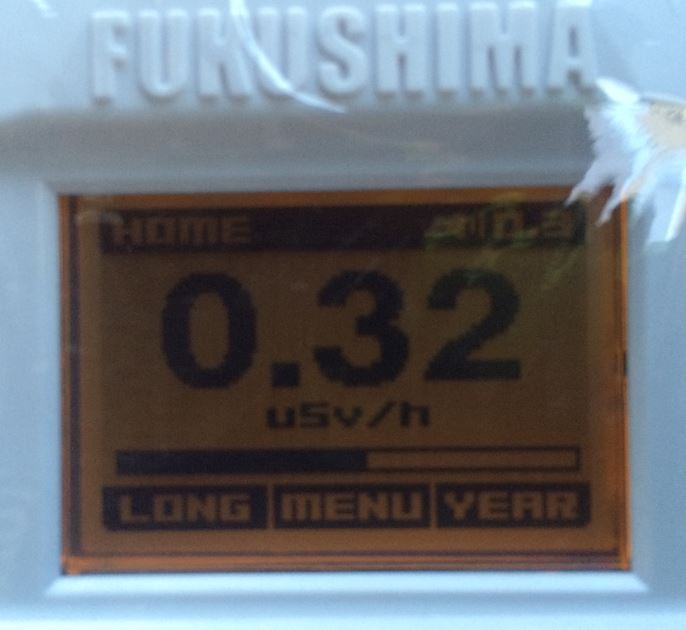 FUKUSHIMA
HOME
0.32
uSv/h
LONG MENU YEAR